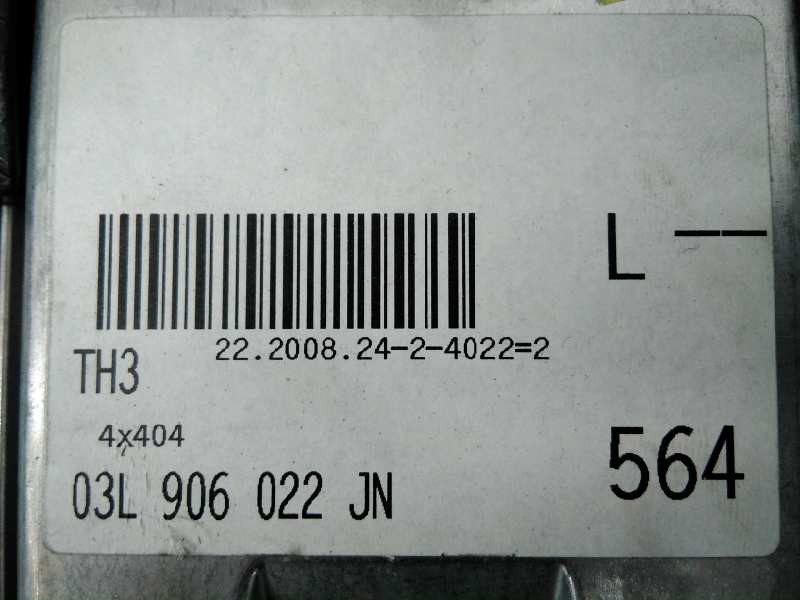 L --
22.2008.24-2-4022=2
TH3
4x404
564
03L 906 022 JN